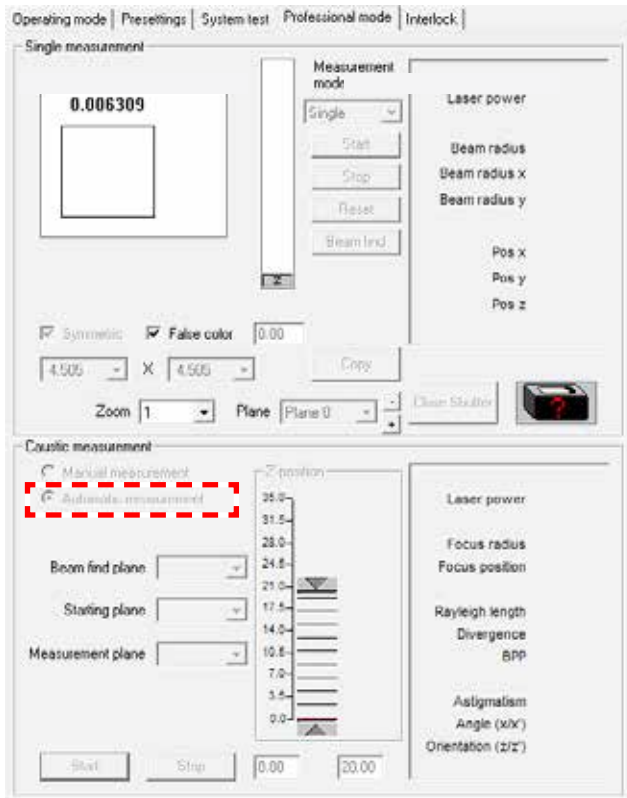 Operating mode Presettings System test Professional mode Interlock
Single measurement
Measurement
mode
0.006309
Single
Start
Stop
Reset
Beam find
Z
Laser power
Beam radius
Beam radius x
Beam radius y
Pos x
Pos y
Pos z
Symmetric False color 0.00
4.505 X 4.505
Copy
Zoom 1 Plane Plane 0 - +
Close Shutter
?
Caustic measurement
Manual measurement
Automatic measurement
Beam find plane
Starting plane
Measurement plane
Z-position
35.0
31.5
28.0
24.5
21.0
17.5
14.0
10.5
7.0
3.5
0.0
Start Stop 0.00 20.00
Laser power
Focus radius
Focus position
Rayleigh length
Divergence
BPP
Astigmatism
Angle (x/x')
Orientation (z/z')